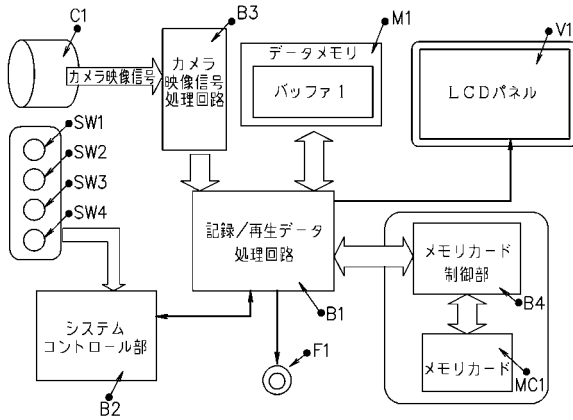 C1
B3
M1
V1
カメラ映像信号
カメラ
映像信号
処理回路
データメモリ
バッファ1
LCDパネル
SW1
SW2
SW3
SW4
記録/再生データ
処理回路
メモリカード
制御部
B4
B1
システム
コントロール部
B2
F1
メモリカード
MC1